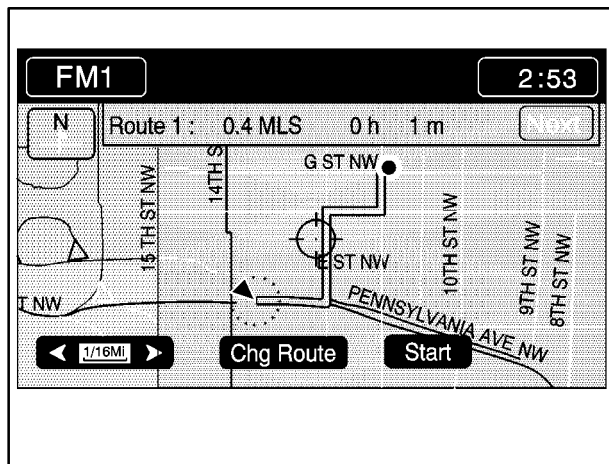 FM1
2:53
N
Route 1 : 0.4 MLS 0 h 1 m
Next
G ST NW
14TH S
15 TH ST NW
10TH ST NW
9TH ST NW
8TH ST NW
E ST NW
T NW
PENNSYLVANIA AVE NW
1/16Mi
Chg Route
Start